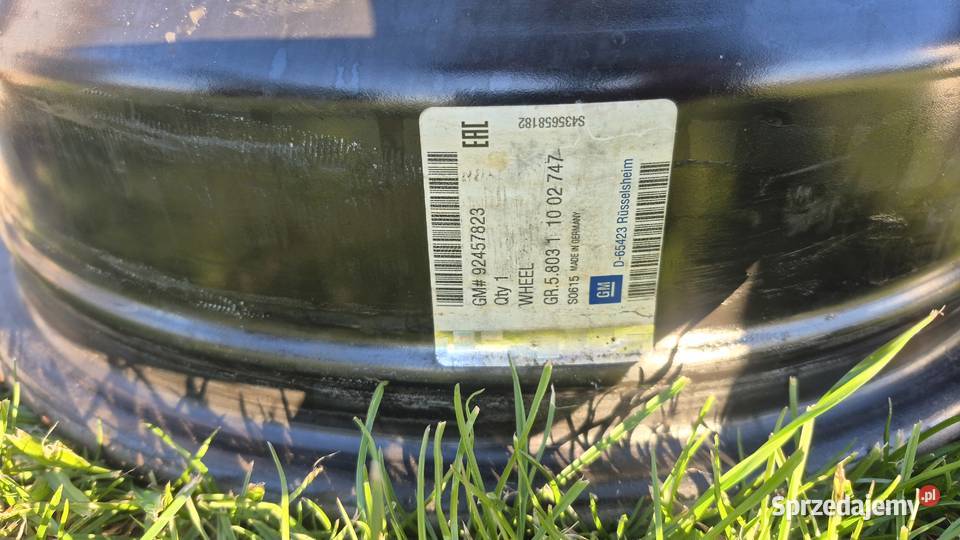 EAC
S435658182
GM# 92457823
Qty 1
WHEEL
GR.5.803 1 10 02 747
S0615 MADE IN GERMANY
GM D-65423 Rüsselsheim
Sprzedajemy.pl